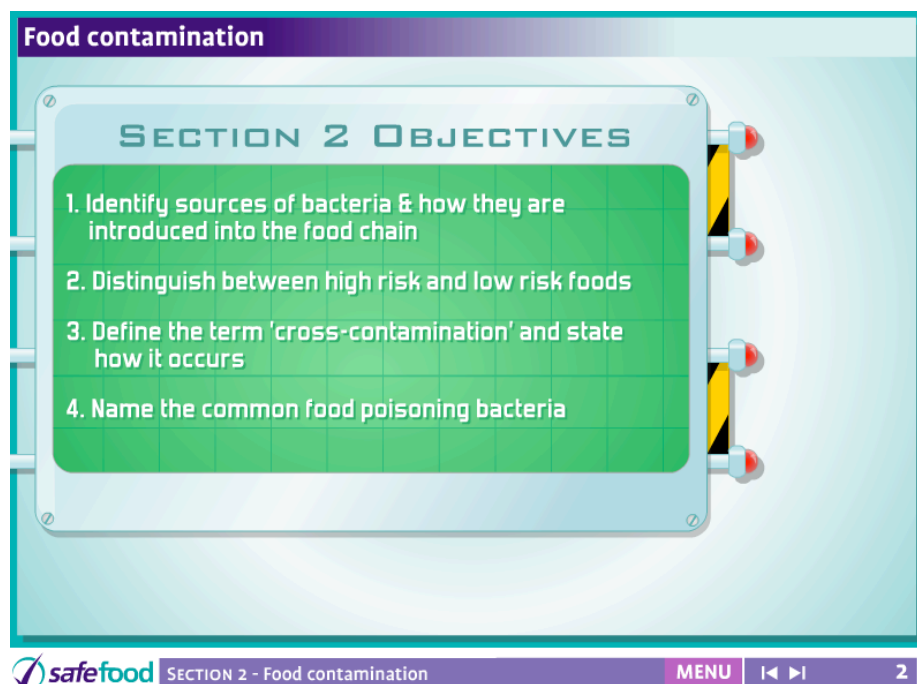 Food contamination
SECTION 2 OBJECTIVES
1. Identify sources of bacteria & how they are
introduced into the food chain
2. Distinguish between high risk and low risk foods
3. Define the term 'cross-contamination' and state
how it occurs
4. Name the common food poisoning bacteria
safefood SECTION 2 - Food contamination MENU 2